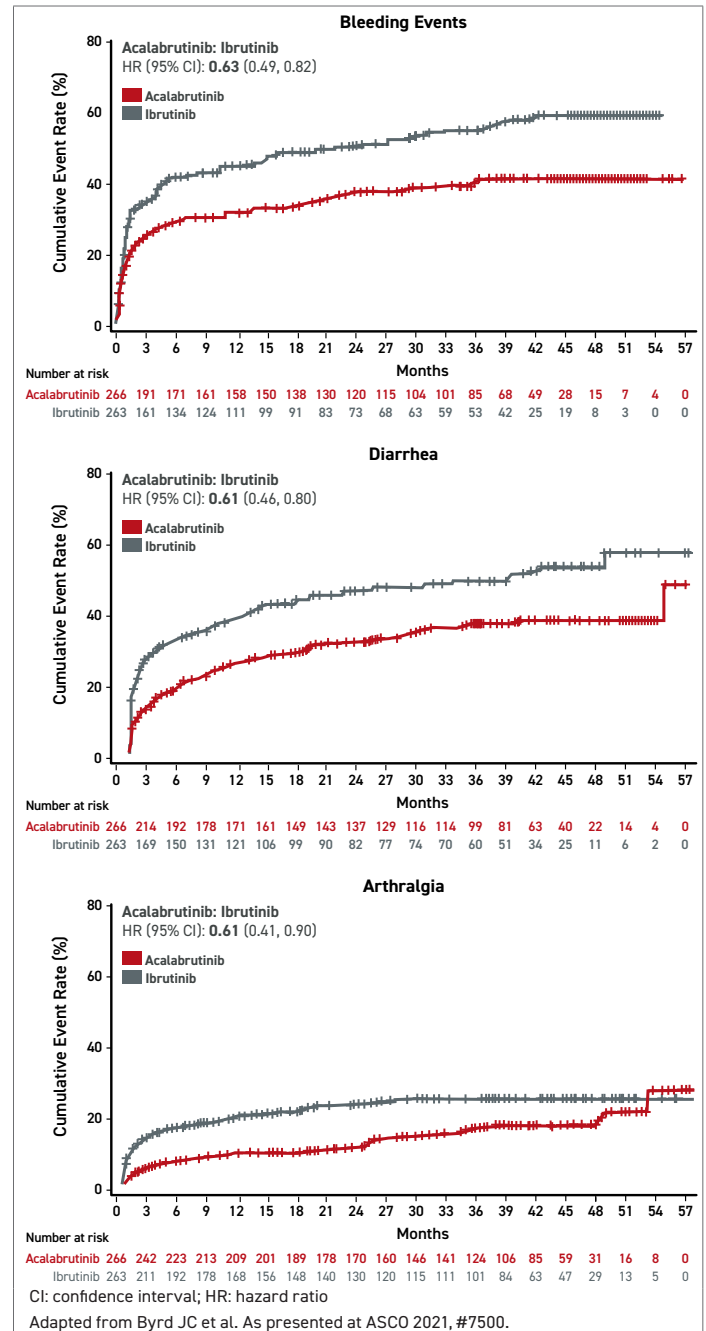 Bleeding Events
Acalabrutinib: Ibrutinib
HR (95% CI): 0.63 (0.49, 0.82)
Acalabrutinib
Ibrutinib
Cumulative Event Rate (%)
80
60
40
20
0
0 3 6 9 12 15 18 21 24 27 30 33 36 39 42 45 48 51 54 57
Months
Number at risk
Acalabrutinib 266 191 171 161 158 150 138 130 120 115 104 101 85 68 49 28 15 7 4 0
Ibrutinib 263 161 134 124 111 99 91 83 73 68 63 59 53 42 25 19 8 3 0 0
Diarrhea
Acalabrutinib: Ibrutinib
HR (95% CI): 0.61 (0.46, 0.80)
Acalabrutinib
Ibrutinib
Cumulative Event Rate (%)
80
60
40
20
0
0 3 6 9 12 15 18 21 24 27 30 33 36 39 42 45 48 51 54 57
Months
Number at risk
Acalabrutinib 266 214 192 178 171 161 149 143 137 129 116 114 99 81 63 40 22 14 4 0
Ibrutinib 263 169 150 131 121 106 99 90 82 77 74 70 60 51 34 25 11 6 2 0
Arthralgia
Acalabrutinib: Ibrutinib
HR (95% CI): 0.61 (0.41, 0.90)
Acalabrutinib
Ibrutinib
Cumulative Event Rate (%)
80
60
40
20
0
0 3 6 9 12 15 18 21 24 27 30 33 36 39 42 45 48 51 54 57
Months
Number at risk
Acalabrutinib 266 242 223 213 209 201 189 178 170 160 146 141 124 106 85 59 31 16 8 0
Ibrutinib 263 211 192 178 168 156 148 140 130 120 115 111 101 84 63 47 29 13 5 0
CI: confidence interval; HR: hazard ratio
Adapted from Byrd JC et al. As presented at ASCO 2021, #7500.